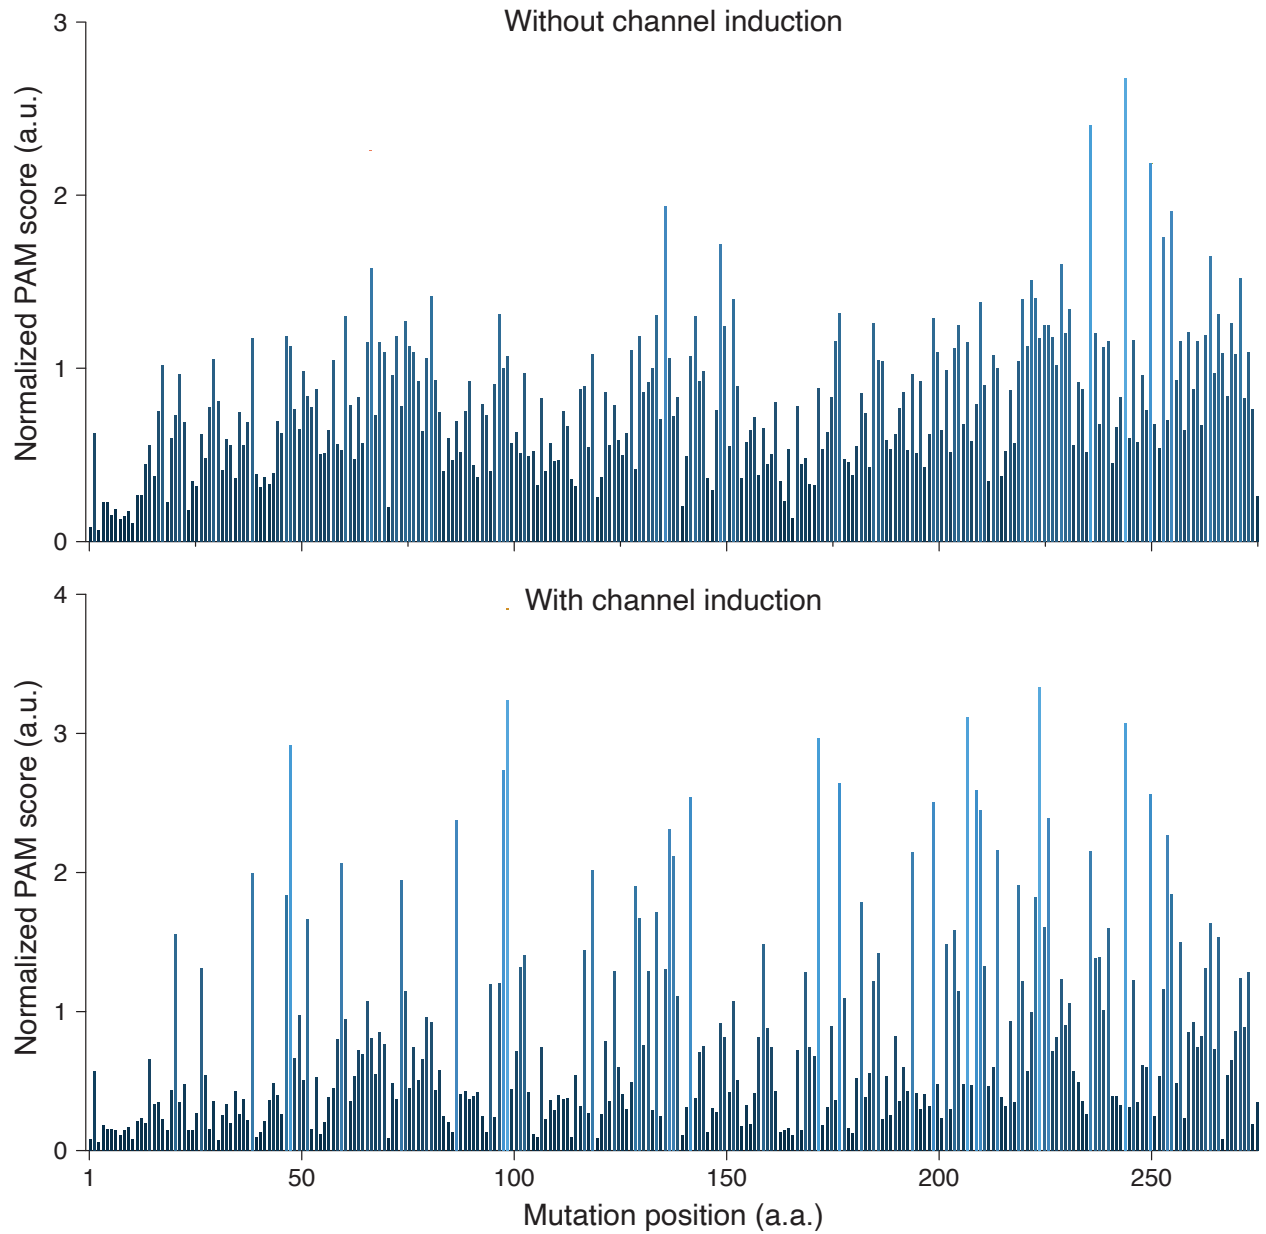 Without channel induction
Normalized PAM score (a.u.)
3
2
1
0
With channel induction
Normalized PAM score (a.u.)
4
3
2
1
0
1 50 100 150 200 250
Mutation position (a.a.)